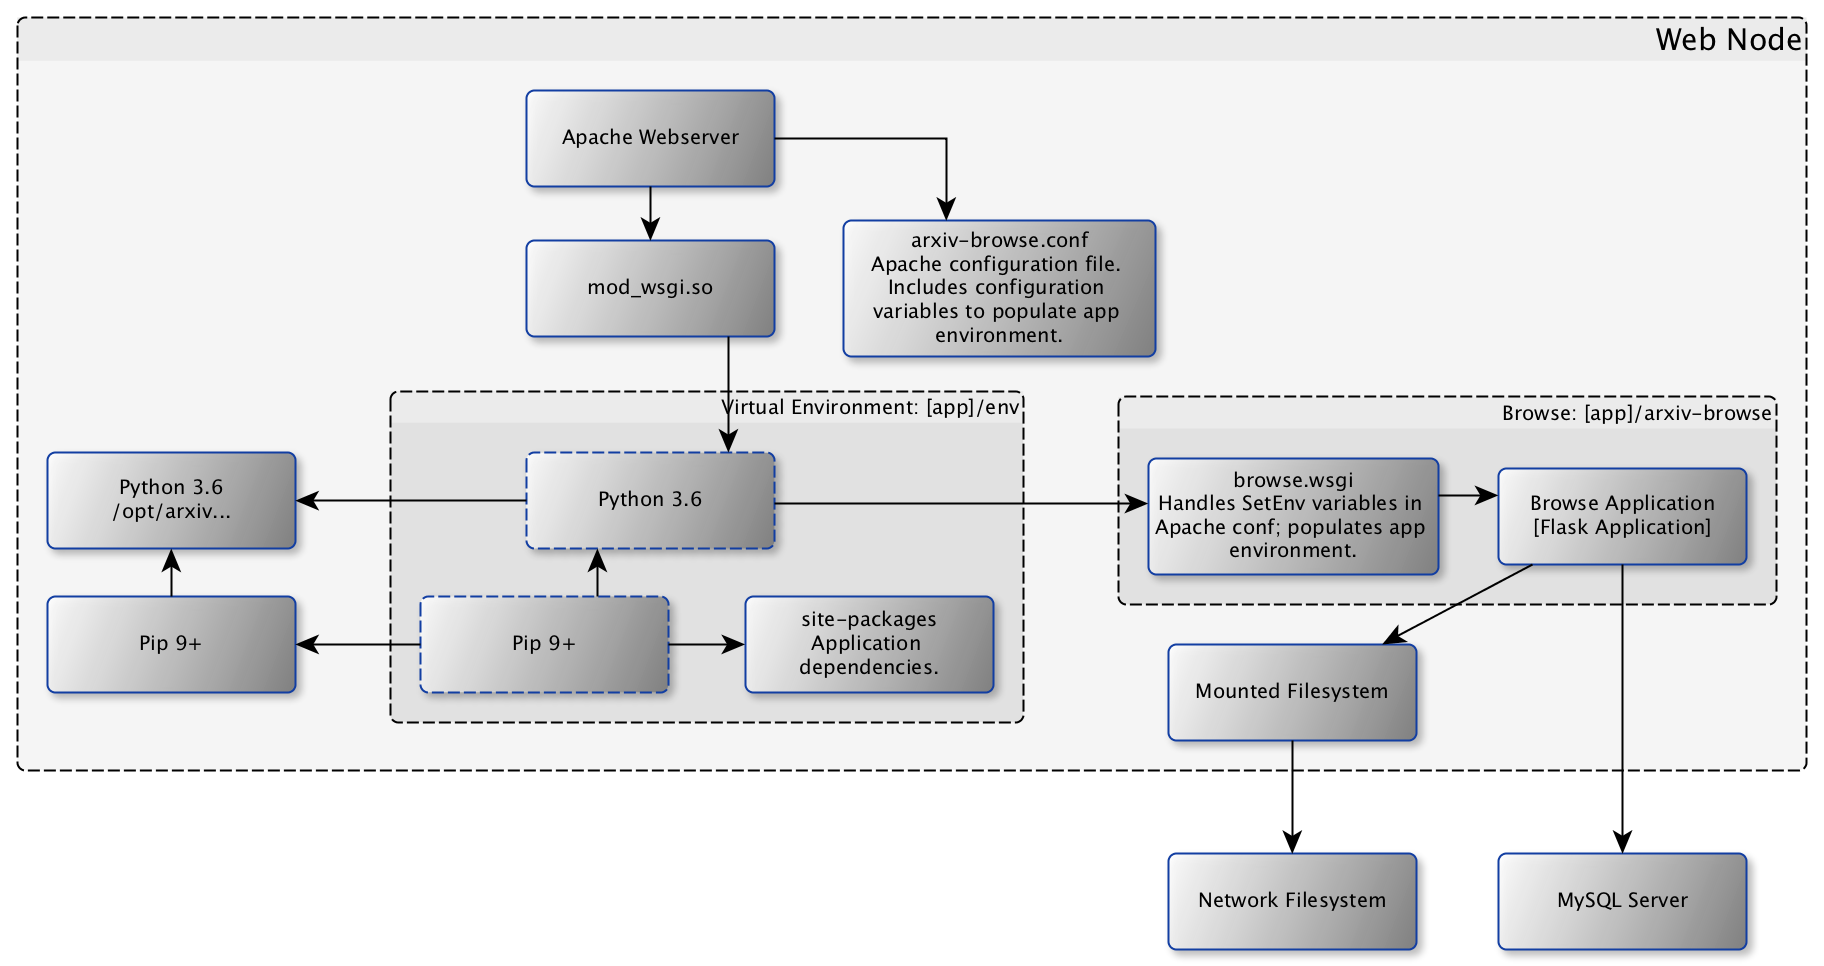 Web Node
Apache Webserver
mod_wsgi.so
arxiv-browse.conf
Apache configuration file.
Includes configuration
variables to populate app
environment.
Virtual Environment: [app]/env
Browse: [app]/arxiv-browse
Python 3.6
/opt/arxiv...
Python 3.6
browse.wsgi
Handles SetEnv variables in
Apache conf; populates app
environment.
Browse Application
[Flask Application]
Pip 9+
Pip 9+
site-packages
Application
dependencies.
Mounted Filesystem
Network Filesystem
MySQL Server